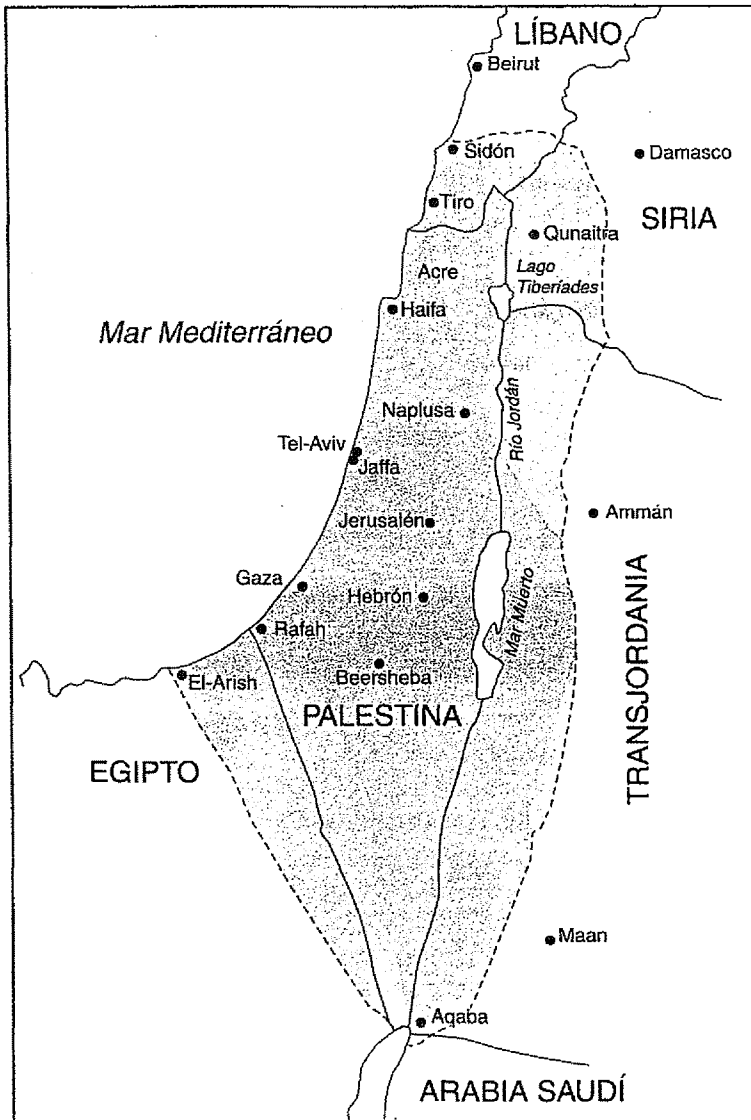 LÍBANO
Beirut
Sidón
Damasco
Tiro
SIRIA
Qunaitra
Acre
Lago
Tiberíades
Haifa
Mar Mediterráneo
Naplusa
Río Jordán
Tel-Aviv
Jaffa
Jerusalén
Ammán
Gaza
Hebrón
Mar Muerto
Rafah
TRANSJORDANIA
El-Arish
Beersheba
PALESTINA
EGIPTO
Maan
Aqaba
ARABIA SAUDÍ